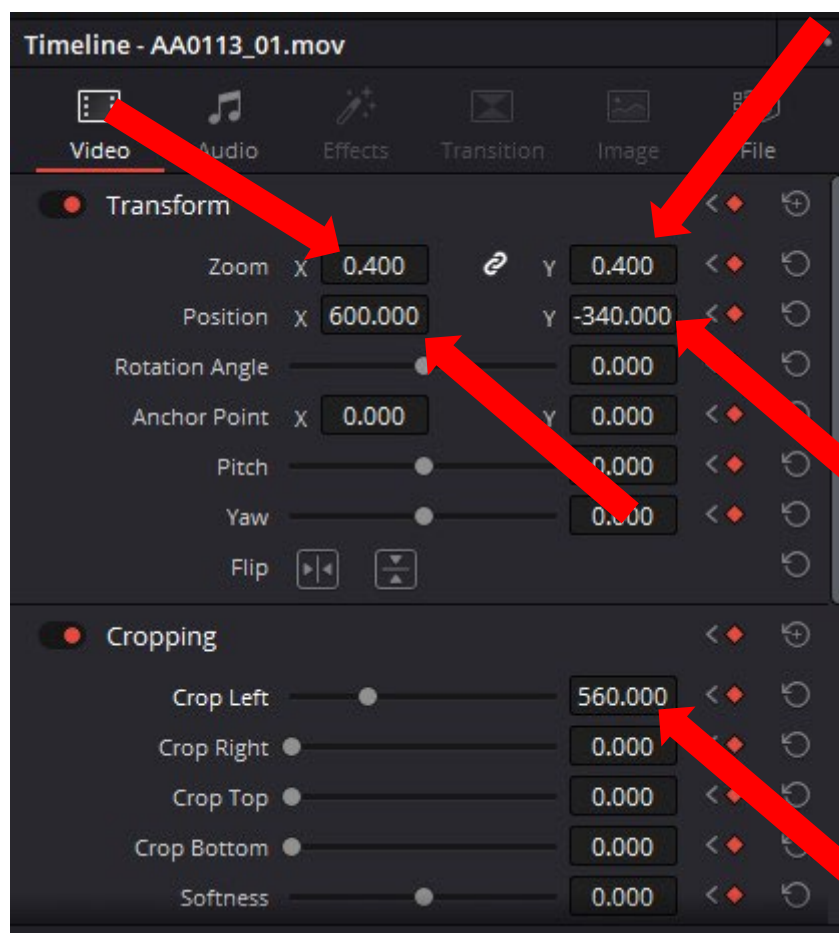 Timeline - AA0113_01.mov
Video Audio Effects Transition Image File
Transform
Zoom X 0.400 Y 0.400
Position X 600.000 Y -340.000
Rotation Angle 0.000
Anchor Point X 0.000 Y 0.000
Pitch 0.000
Yaw 0.000
Flip
Cropping
Crop Left 560.000
Crop Right 0.000
Crop Top 0.000
Crop Bottom 0.000
Softness 0.000